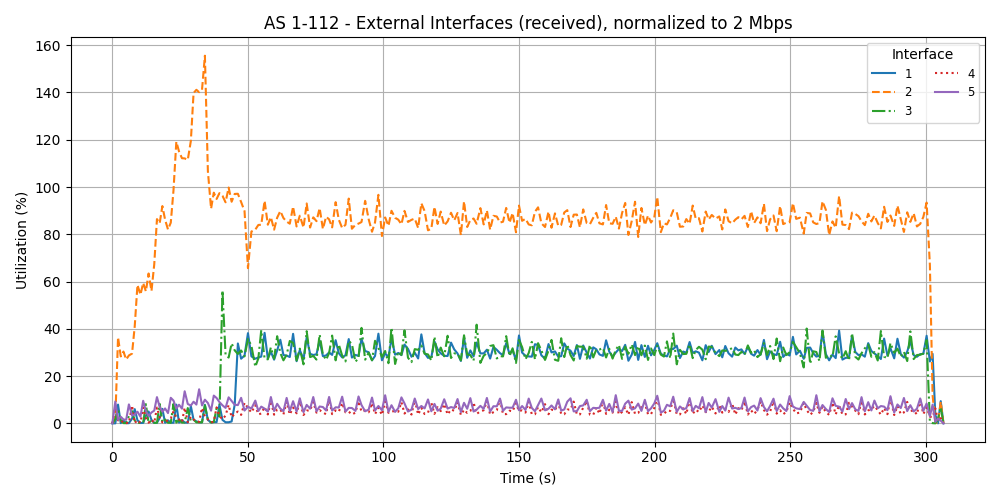 AS 1-112 - External Interfaces (received), normalized to 2 Mbps
Utilization (%)
160
140
120
100
80
60
40
20
0
0 50 100 150 200 250 300
Time (s)
Interface
1 4
2 5
3